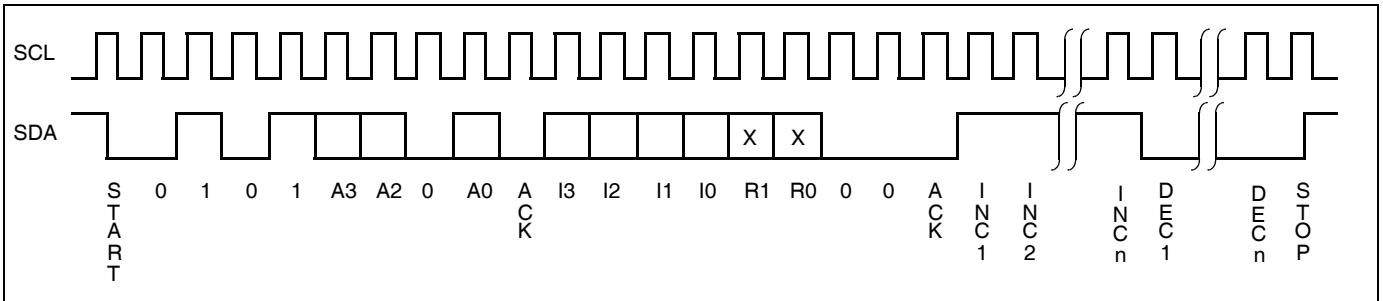 SCL
SDA
X X
START 0 1 0 1 A3 A2 0 A0 ACK I3 I2 I1 I0 R1 R0 0 0 ACK INC1 INC2 INCn DEC1 DECn STOP